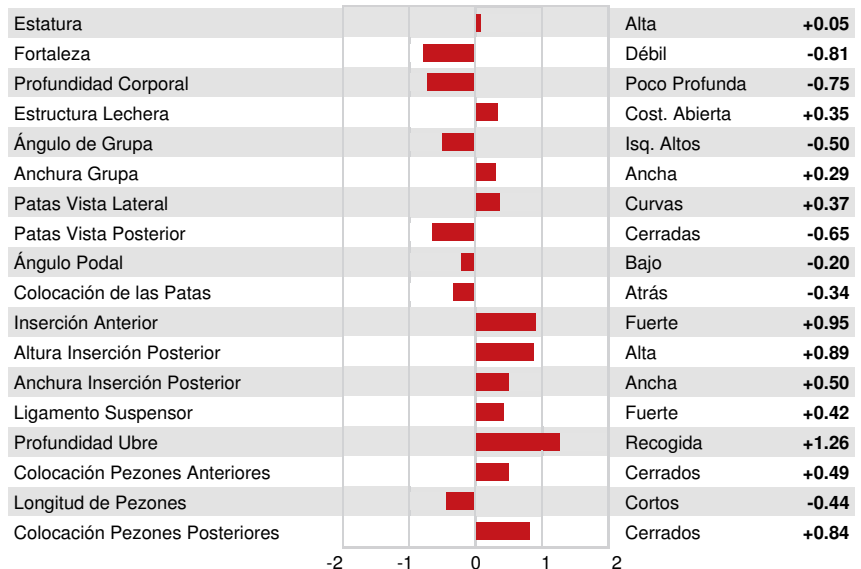 Estatura Alta +0.05
Fortaleza Débil -0.81
Profundidad Corporal Poco Profunda -0.75
Estructura Lechera Cost. Abierta +0.35
Ángulo de Grupa Isq. Altos -0.50
Anchura Grupa Ancha +0.29
Patas Vista Lateral Curvas +0.37
Patas Vista Posterior Cerradas -0.65
Ángulo Podal Bajo -0.20
Colocación de las Patas Atrás -0.34
Inserción Anterior Fuerte +0.95
Altura Inserción Posterior Alta +0.89
Anchura Inserción Posterior Ancha +0.50
Ligamento Suspensor Fuerte +0.42
Profundidad Ubre Recogida +1.26
Colocación Pezones Anteriores Cerrados +0.49
Longitud de Pezones Cortos -0.44
Colocación Pezones Posteriores Cerrados +0.84
-2 -1 0 1 2